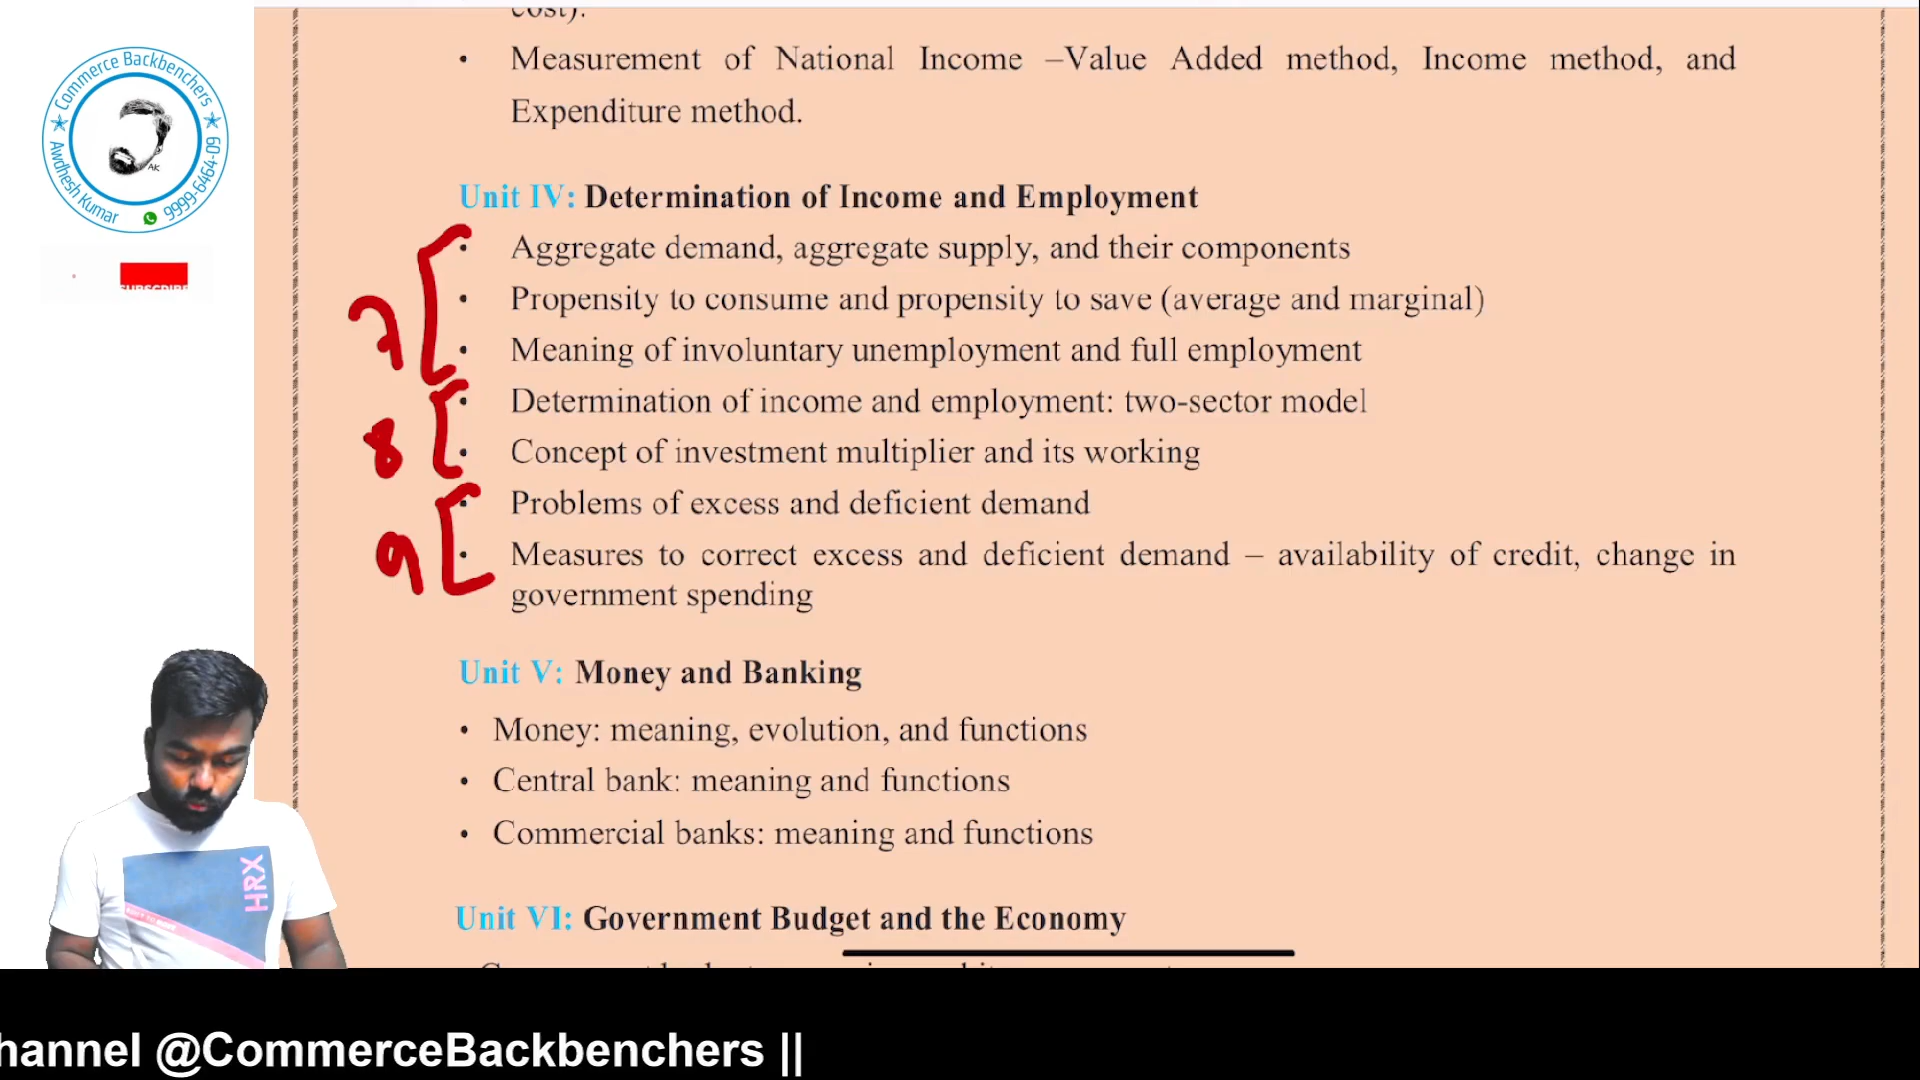 cost).
• Measurement of National Income –Value Added method, Income method, and
Expenditure method.
Unit IV: Determination of Income and Employment
• Aggregate demand, aggregate supply, and their components
• Propensity to consume and propensity to save (average and marginal)
• Meaning of involuntary unemployment and full employment
• Determination of income and employment: two-sector model
• Concept of investment multiplier and its working
• Problems of excess and deficient demand
• Measures to correct excess and deficient demand – availability of credit, change in
government spending
7
8
9
Unit V: Money and Banking
• Money: meaning, evolution, and functions
• Central bank: meaning and functions
• Commercial banks: meaning and functions
Unit VI: Government Budget and the Economy
Commerce Backbenchers
Awdhesh Kumar 9999-6464-09
AK
SUBSCRIBE
HRX
hannel @CommerceBackbenchers ||